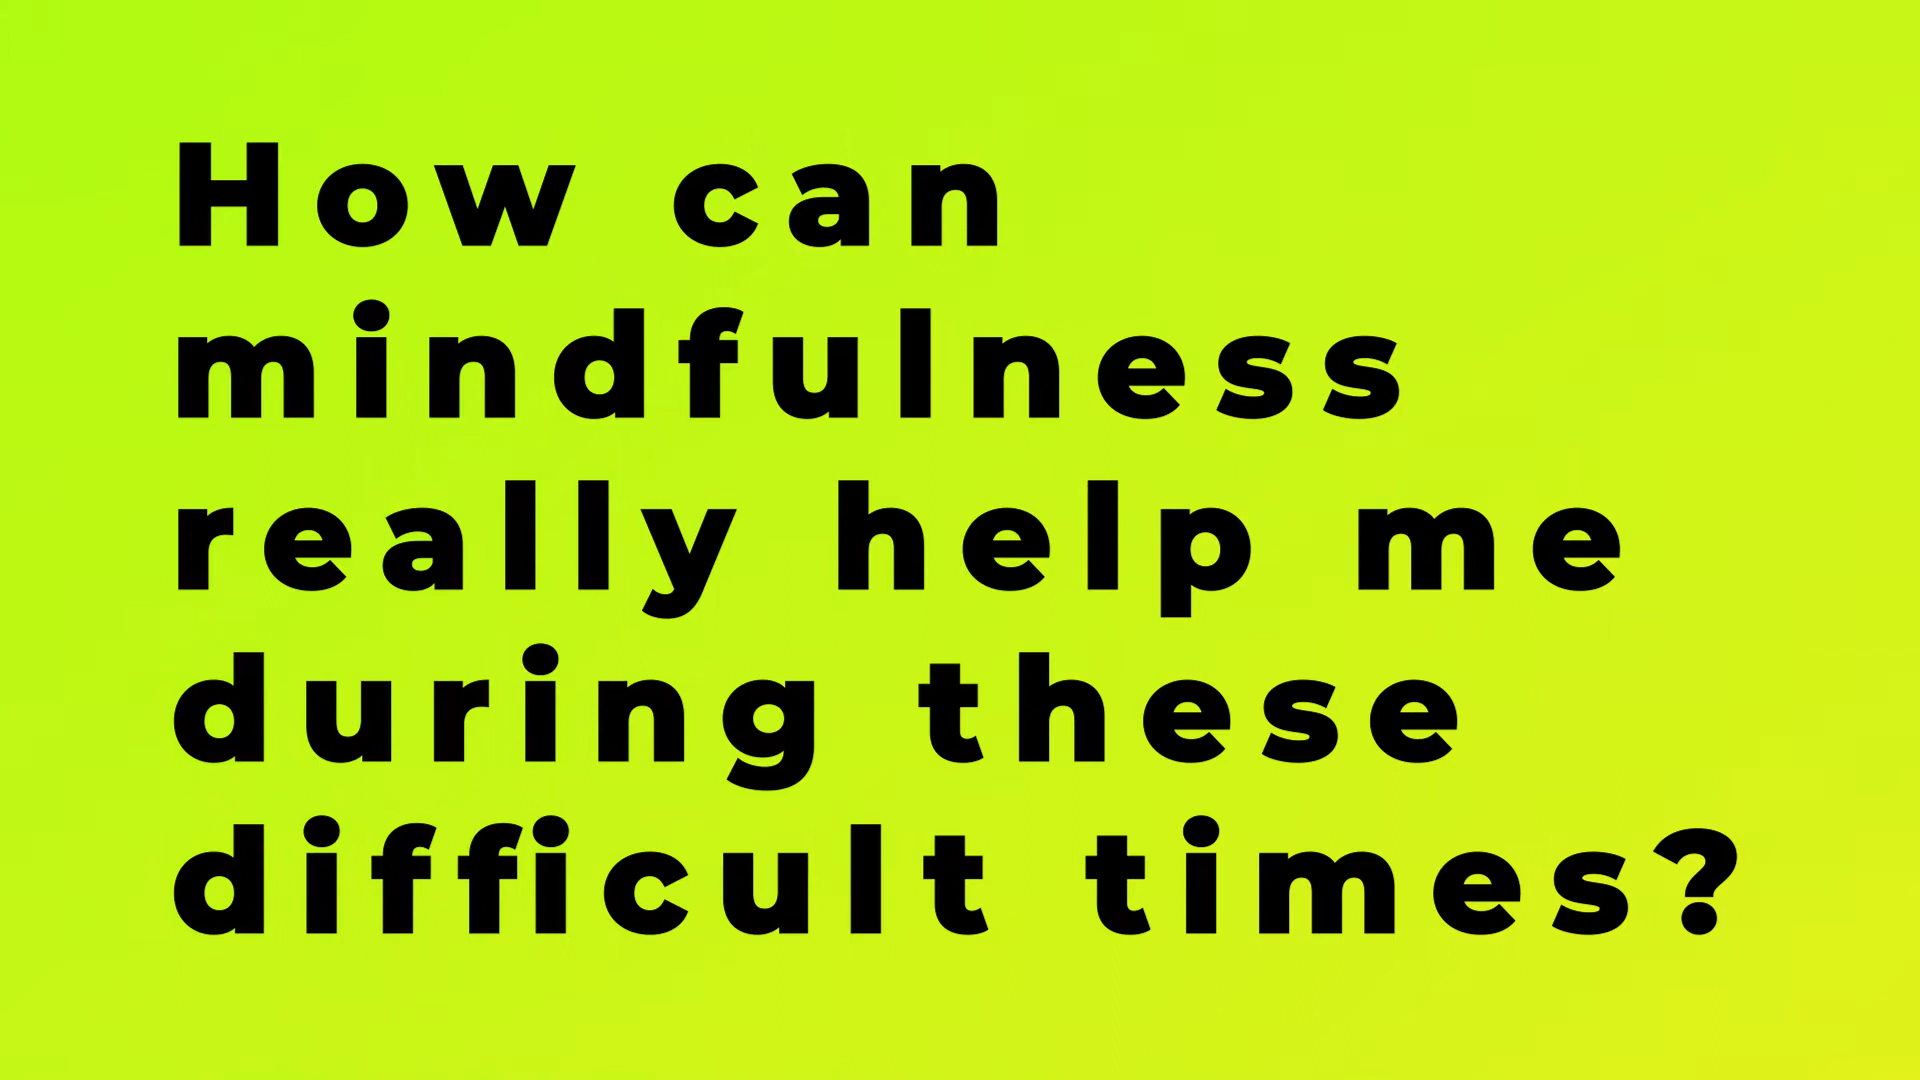 How can
mindfulness
really help me
during these
difficult times?